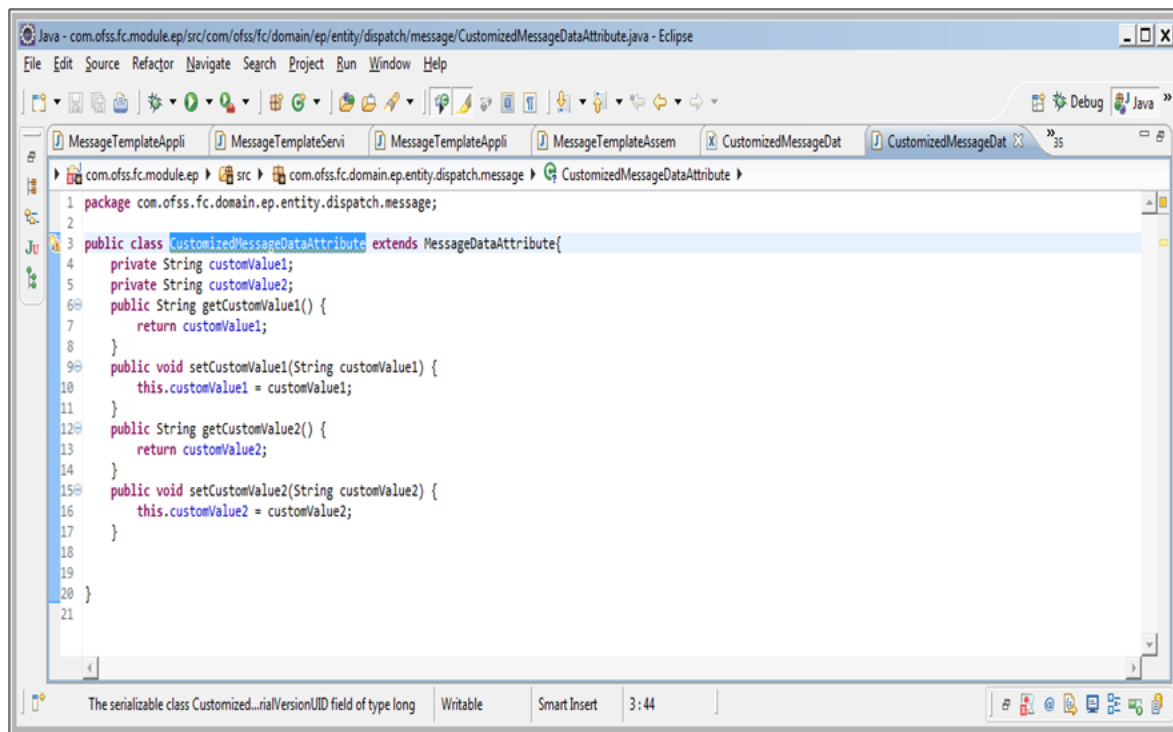 Java - com.ofss.fc.module.ep/src/com/ofss/fc/domain/ep/entity/dispatch/message/CustomizedMessageDataAttribute.java - Eclipse
File Edit Source Refactor Navigate Search Project Run Window Help
Debug Java »
MessageTemplateAppli MessageTemplateServi MessageTemplateAppli MessageTemplateAssem CustomizedMessageDat CustomizedMessageDat »35
com.ofss.fc.module.ep src com.ofss.fc.domain.ep.entity.dispatch.message CustomizedMessageDataAttribute
1 package com.ofss.fc.domain.ep.entity.dispatch.message;
2
3 public class CustomizedMessageDataAttribute extends MessageDataAttribute{
4 private String customValue1;
5 private String customValue2;
6 public String getCustomValue1() {
7 return customValue1;
8 }
9 public void setCustomValue1(String customValue1) {
10 this.customValue1 = customValue1;
11 }
12 public String getCustomValue2() {
13 return customValue2;
14 }
15 public void setCustomValue2(String customValue2) {
16 this.customValue2 = customValue2;
17 }
18
19
20 }
21
The serializable class Customized...rialVersionUID field of type long Writable Smart Insert 3 : 44